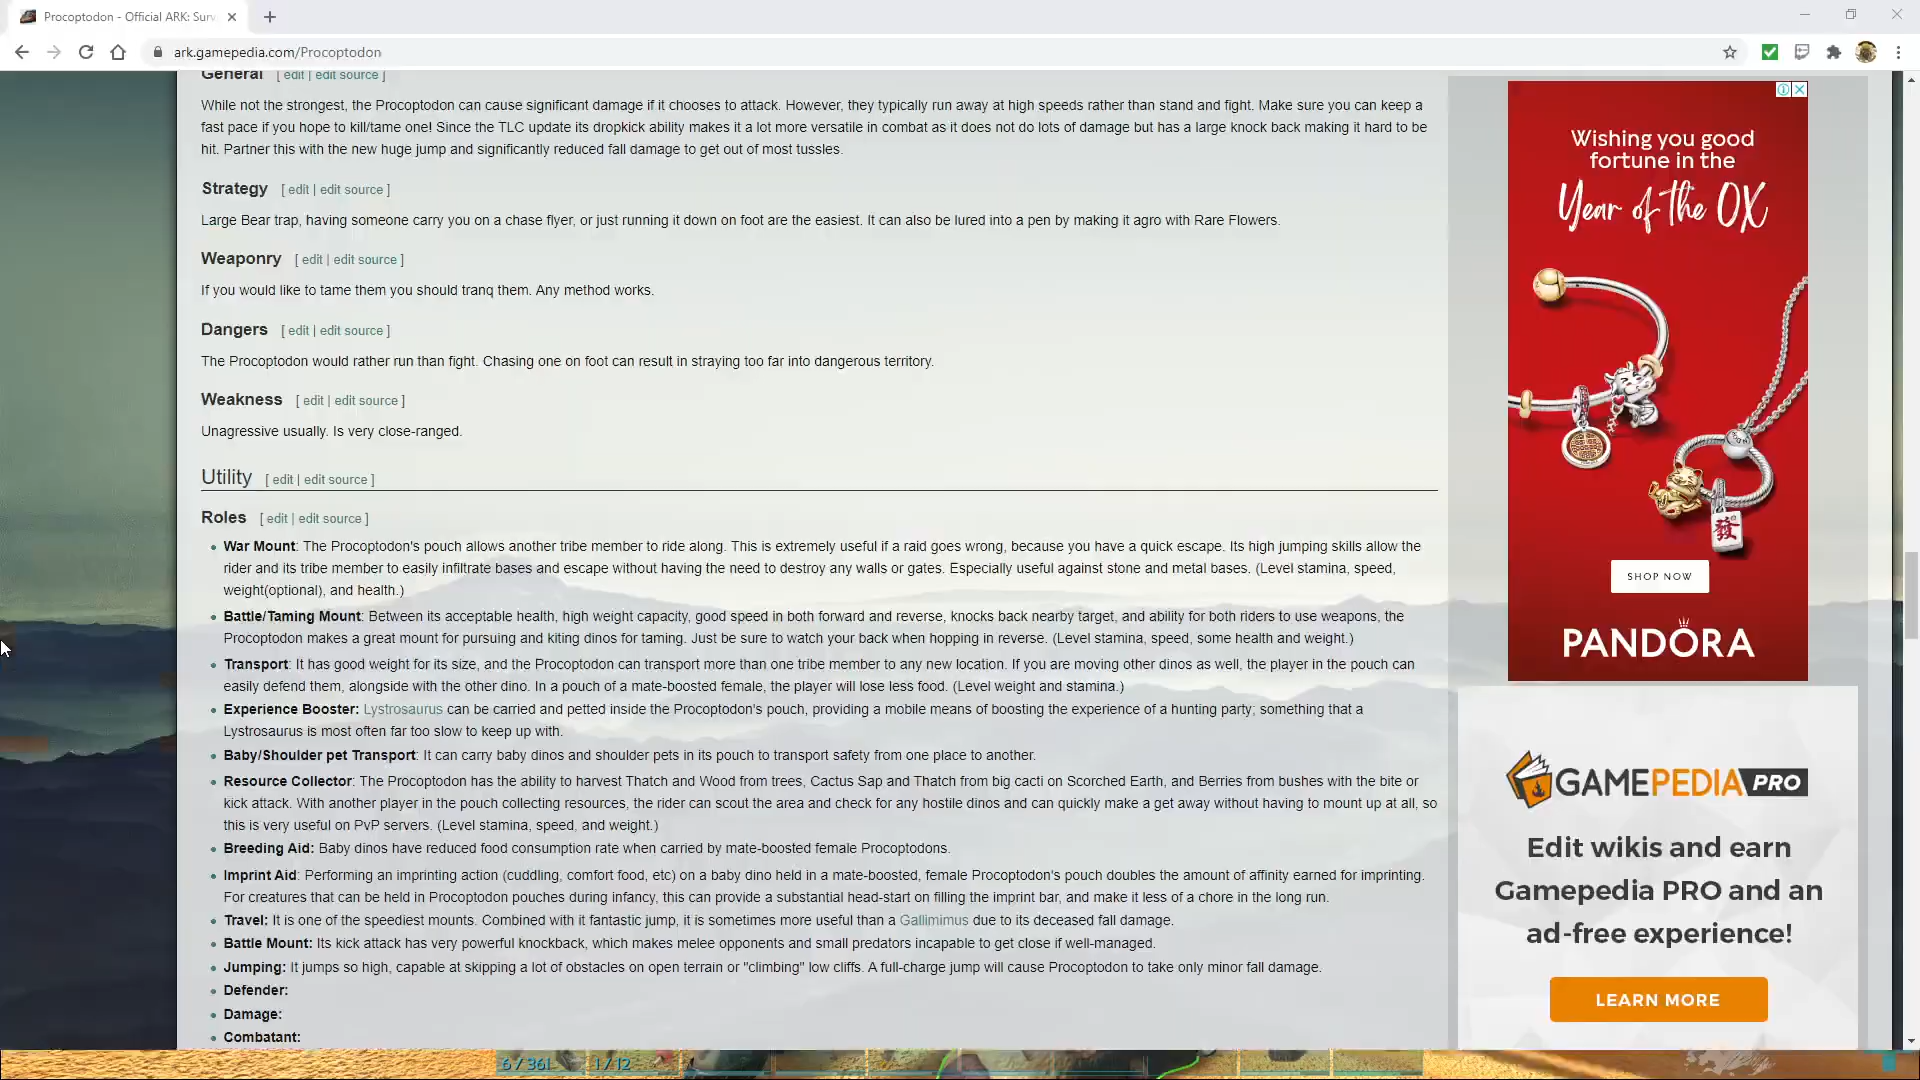 Procoptodon - Official ARK: Surv
ark.gamepedia.com/Procoptodon
General [ edit | edit source ]
While not the strongest, the Procoptodon can cause significant damage if it chooses to attack. However, they typically run away at high speeds rather than stand and fight. Make sure you can keep a
fast pace if you hope to kill/tame one! Since the TLC update its dropkick ability makes it a lot more versatile in combat as it does not do lots of damage but has a large knock back making it hard to be
hit. Partner this with the new huge jump and significantly reduced fall damage to get out of most tussles.
Strategy [ edit | edit source ]
Large Bear trap, having someone carry you on a chase flyer, or just running it down on foot are the easiest. It can also be lured into a pen by making it agro with Rare Flowers.
Weaponry [ edit | edit source ]
If you would like to tame them you should tranq them. Any method works.
Dangers [ edit | edit source ]
The Procoptodon would rather run than fight. Chasing one on foot can result in straying too far into dangerous territory.
Weakness [ edit | edit source ]
Unagressive usually. Is very close-ranged.
Utility [ edit | edit source ]
Roles [ edit | edit source ]
War Mount: The Procoptodon's pouch allows another tribe member to ride along. This is extremely useful if a raid goes wrong, because you have a quick escape. Its high jumping skills allow the
rider and its tribe member to easily infiltrate bases and escape without having the need to destroy any walls or gates. Especially useful against stone and metal bases. (Level stamina, speed,
weight(optional), and health.)
Battle/Taming Mount: Between its acceptable health, high weight capacity, good speed in both forward and reverse, knocks back nearby target, and ability for both riders to use weapons, the
Procoptodon makes a great mount for pursuing and kiting dinos for taming. Just be sure to watch your back when hopping in reverse. (Level stamina, speed, some health and weight.)
Transport: It has good weight for its size, and the Procoptodon can transport more than one tribe member to any new location. If you are moving other dinos as well, the player in the pouch can
easily defend them, alongside with the other dino. In a pouch of a mate-boosted female, the player will lose less food. (Level weight and stamina.)
Experience Booster: Lystrosaurus can be carried and petted inside the Procoptodon's pouch, providing a mobile means of boosting the experience of a hunting party; something that a
Lystrosaurus is most often far too slow to keep up with.
Baby/Shoulder pet Transport: It can carry baby dinos and shoulder pets in its pouch to transport safety from one place to another.
Resource Collector: The Procoptodon has the ability to harvest Thatch and Wood from trees, Cactus Sap and Thatch from big cacti on Scorched Earth, and Berries from bushes with the bite or
kick attack. With another player in the pouch collecting resources, the rider can scout the area and check for any hostile dinos and can quickly make a get away without having to mount up at all, so
this is very useful on PvP servers. (Level stamina, speed, and weight.)
Breeding Aid: Baby dinos have reduced food consumption rate when carried by mate-boosted female Procoptodons.
Imprint Aid: Performing an imprinting action (cuddling, comfort food, etc) on a baby dino held in a mate-boosted, female Procoptodon's pouch doubles the amount of affinity earned for imprinting.
For creatures that can be held in Procoptodon pouches during infancy, this can provide a substantial head-start on filling the imprint bar, and make it less of a chore in the long run.
Travel: It is one of the speediest mounts. Combined with it fantastic jump, it is sometimes more useful than a Gallimimus due to its deceased fall damage.
Battle Mount: Its kick attack has very powerful knockback, which makes melee opponents and small predators incapable to get close if well-managed.
Jumping: It jumps so high, capable at skipping a lot of obstacles on open terrain or "climbing" low cliffs. A full-charge jump will cause Procoptodon to take only minor fall damage.
Defender:
Damage:
Combatant:
Wishing you good
fortune in the
Year of the OX
發
SHOP NOW
PANDORA
GAMEPEDIA PRO
Edit wikis and earn
Gamepedia PRO and an
ad-free experience!
LEARN MORE
6 / 361
1 / 12